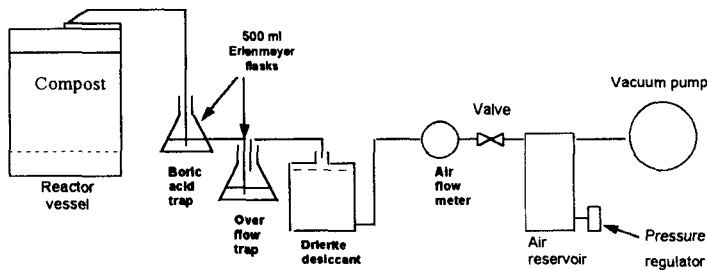 500 ml
Erlenmeyer
flasks
Compost
Vacuum pump
Valve
Reactor
vessel
Boric
acid
trap
Over
flow
trap
Drierite
desiccant
Air
flow
meter
Air
reservoir
Pressure
regulator